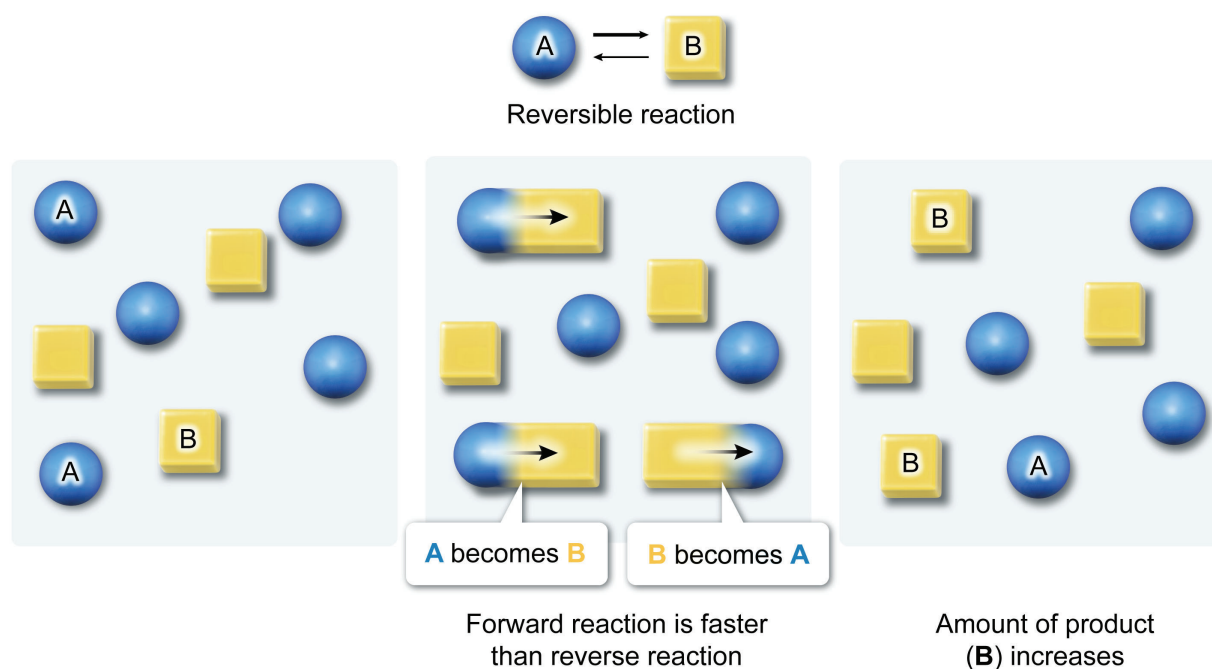 A
B
Reversible reaction
A
B
A
A becomes B
B becomes A
Forward reaction is faster
than reverse reaction
B
B
A
Amount of product
(B) increases